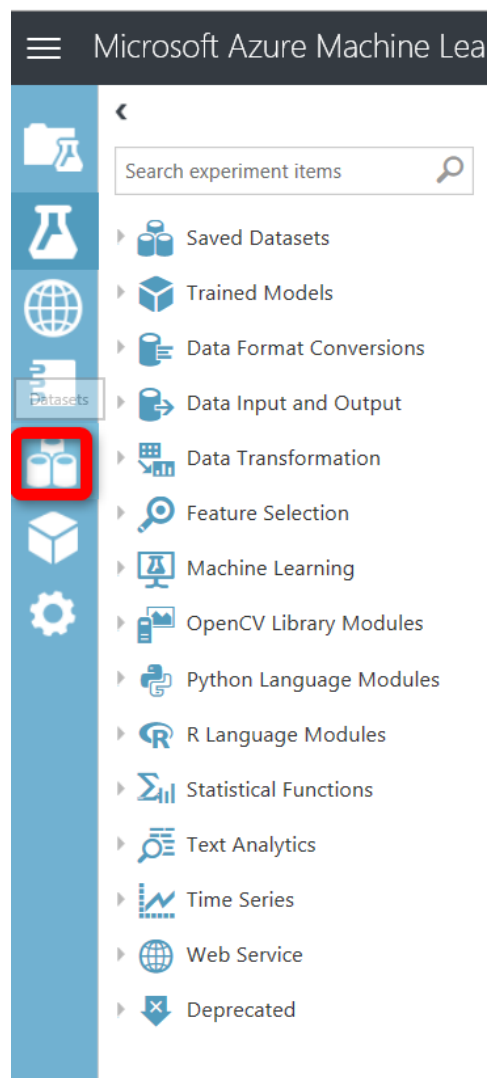 Microsoft Azure Machine Lea
Search experiment items
Saved Datasets
Trained Models
Data Format Conversions
Datasets
Data Input and Output
Data Transformation
Feature Selection
Machine Learning
OpenCV Library Modules
Python Language Modules
R Language Modules
Statistical Functions
Text Analytics
Time Series
Web Service
Deprecated